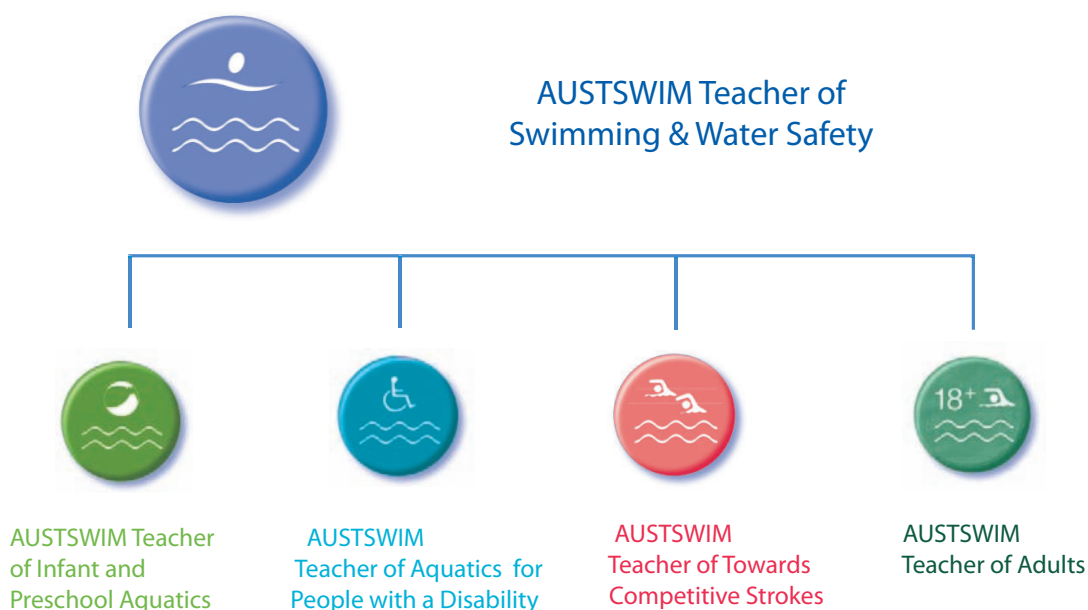 AUSTSWIM Teacher of
Swimming & Water Safety
18+
AUSTSWIM Teacher
of Infant and
Preschool Aquatics
AUSTSWIM
Teacher of Aquatics for
People with a Disability
AUSTSWIM
Teacher of Towards
Competitive Strokes
AUSTSWIM
Teacher of Adults